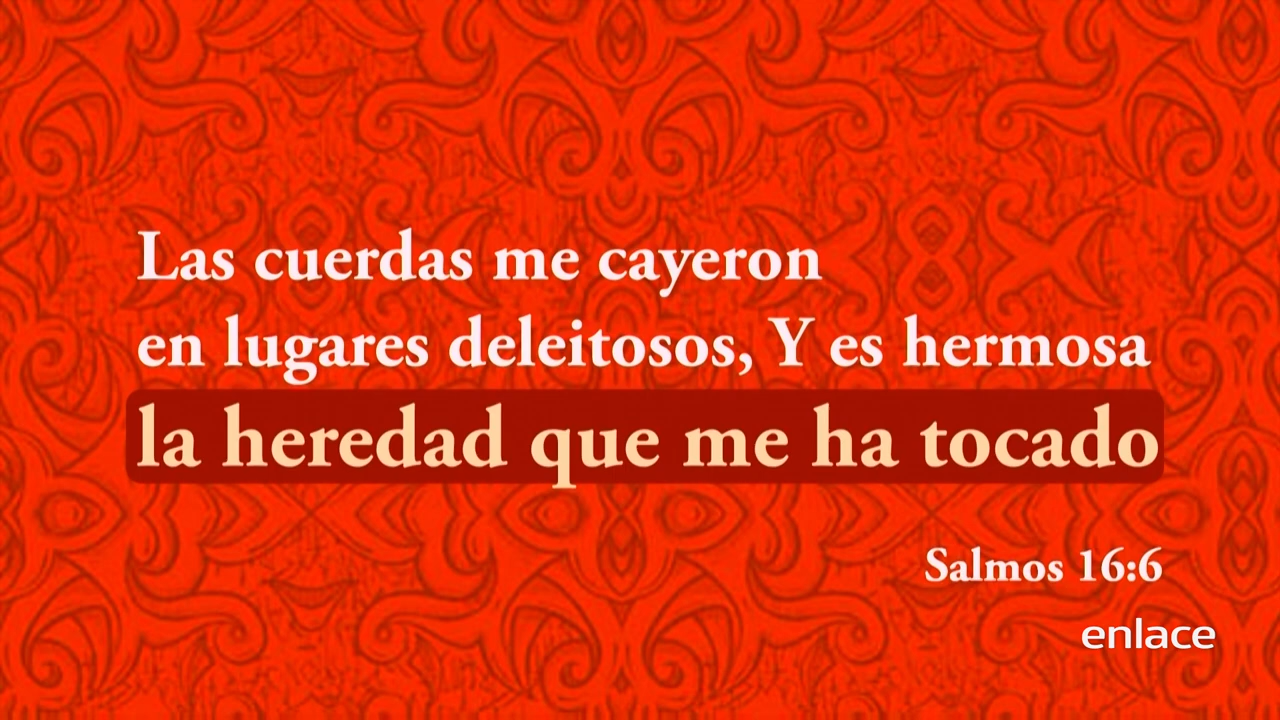 Las cuerdas me cayeron
en lugares deleitosos, Y es hermosa
la heredad que me ha tocado
Salmos 16:6
enlace